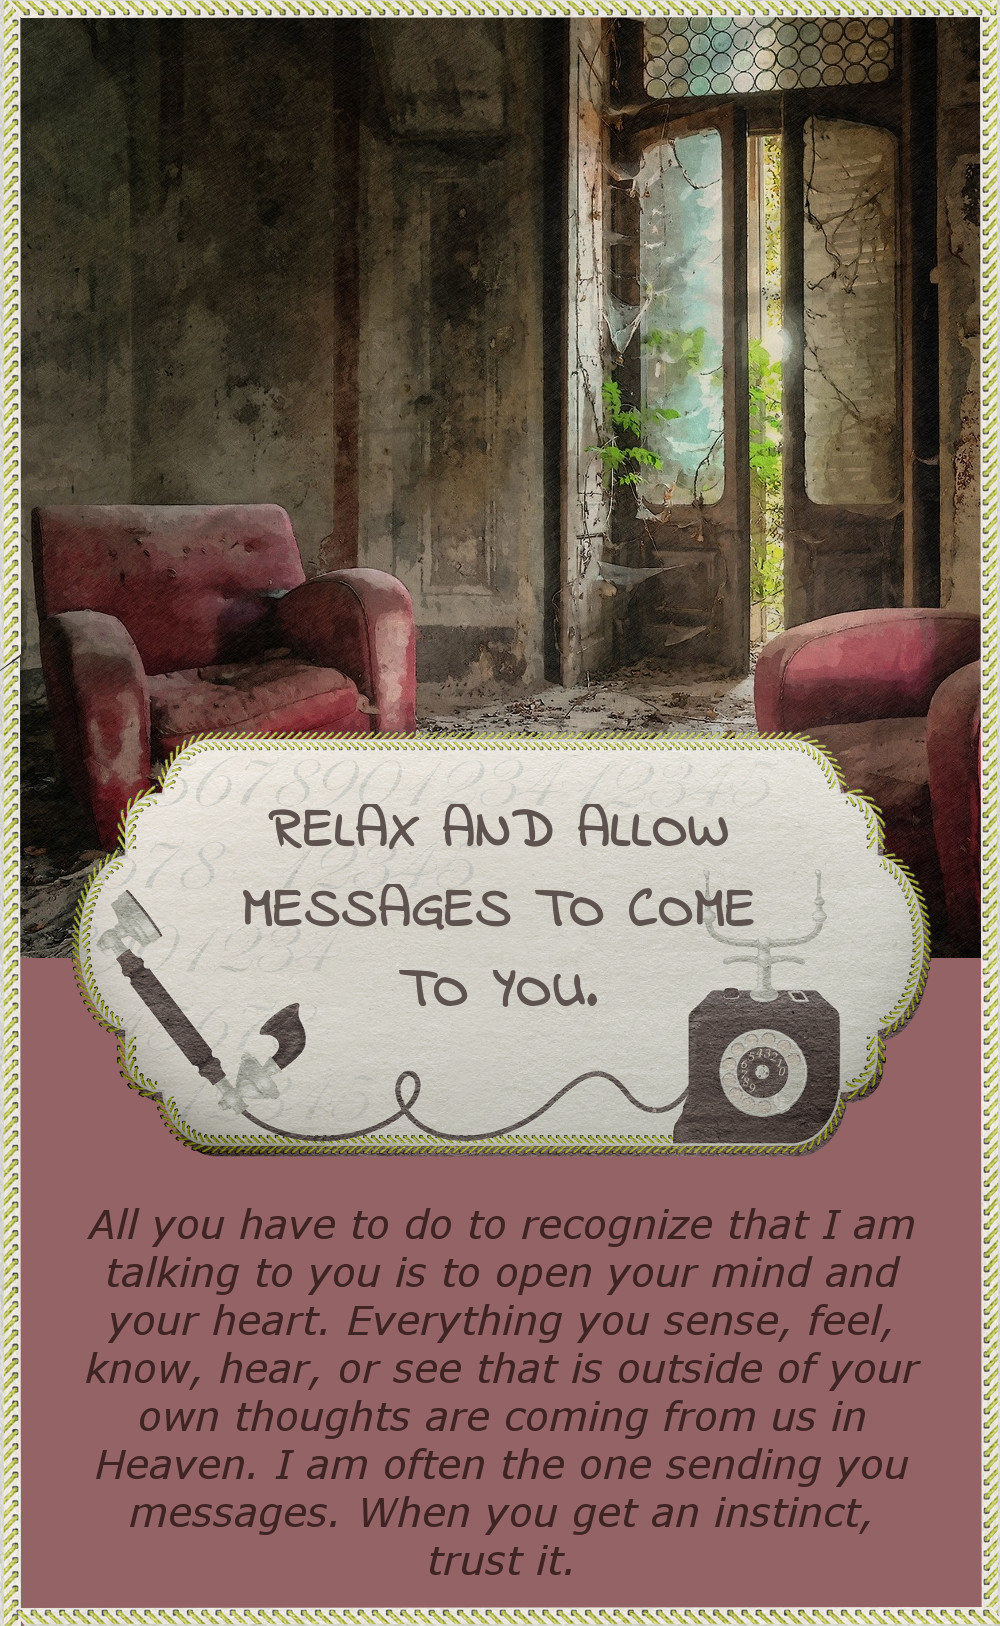 RELAX AND ALLOW
MESSAGES TO COME
TO YOU.
All you have to do to recognize that I am
talking to you is to open your mind and
your heart. Everything you sense, feel,
know, hear, or see that is outside of your
own thoughts are coming from us in
Heaven. I am often the one sending you
messages. When you get an instinct,
trust it.